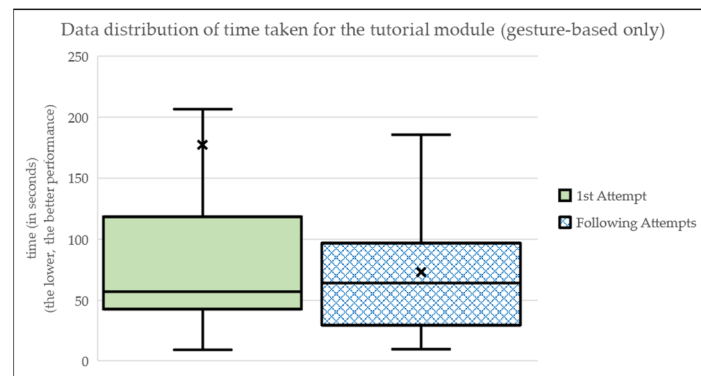 Data distribution of time taken for the tutorial module (gesture-based only)
250
200
150
100
50
0
time (in seconds)
(the lower, the better performance)
1st Attempt
Following Attempts